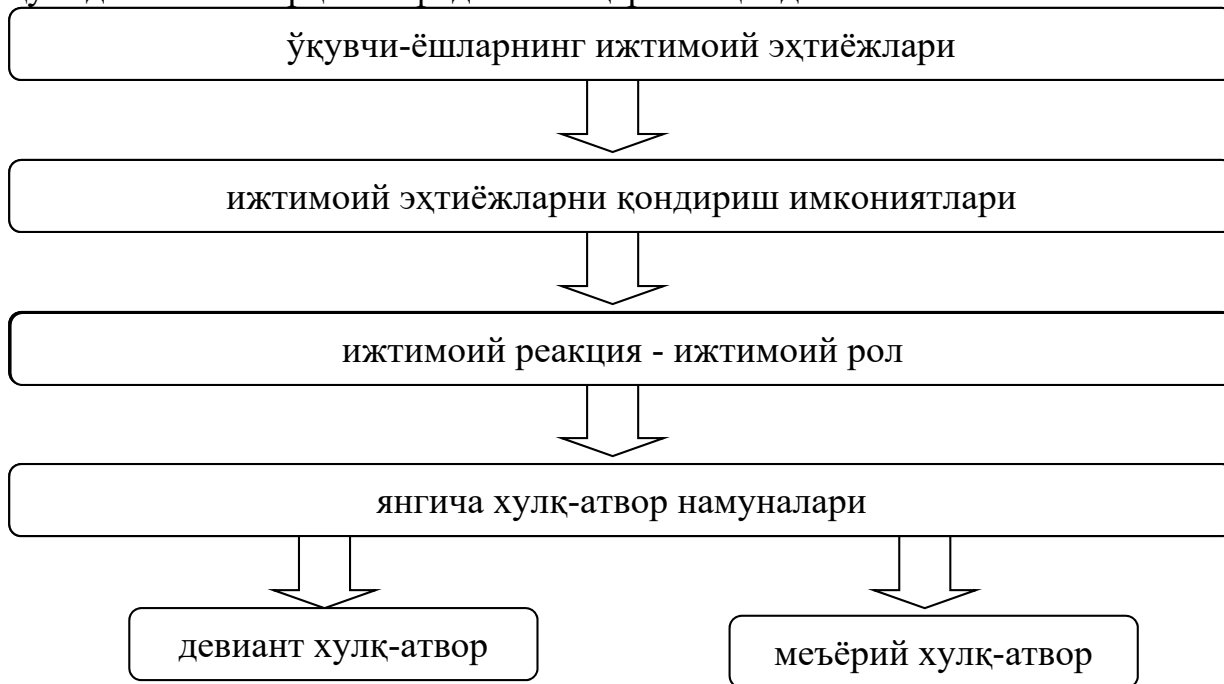 ўқувчи-ёшларнинг ижтимоий эҳтиёжлари
ижтимоий эҳтиёжларни қондириш имкониятлари
ижтимоий реакция - ижтимоий рол
янгича хулқ-атвор намуналари
девиант хулқ-атвор
меъёрий хулқ-атвор